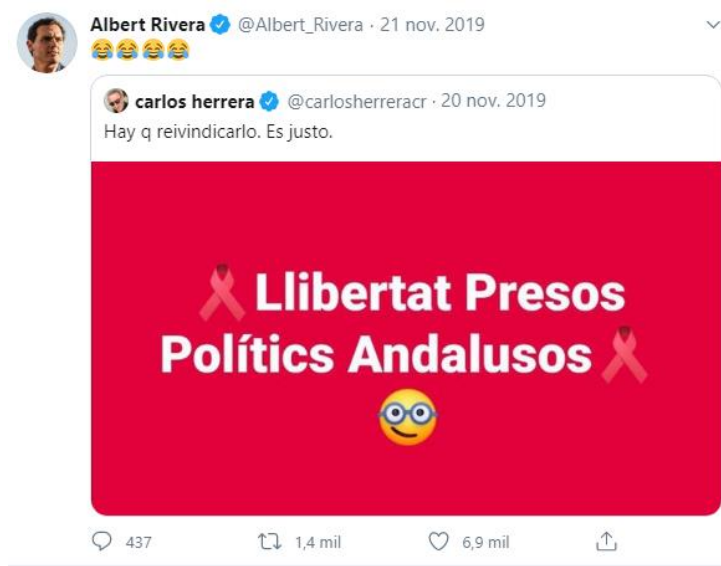 Albert Rivera @Albert_Rivera · 21 nov. 2019
😂😂😂😂
carlos herrera @carlosherreracr · 20 nov. 2019
Hay q reivindicarlo. Es justo.
Llibertat Presos
Polítics Andalusos
437 1,4 mil 6,9 mil